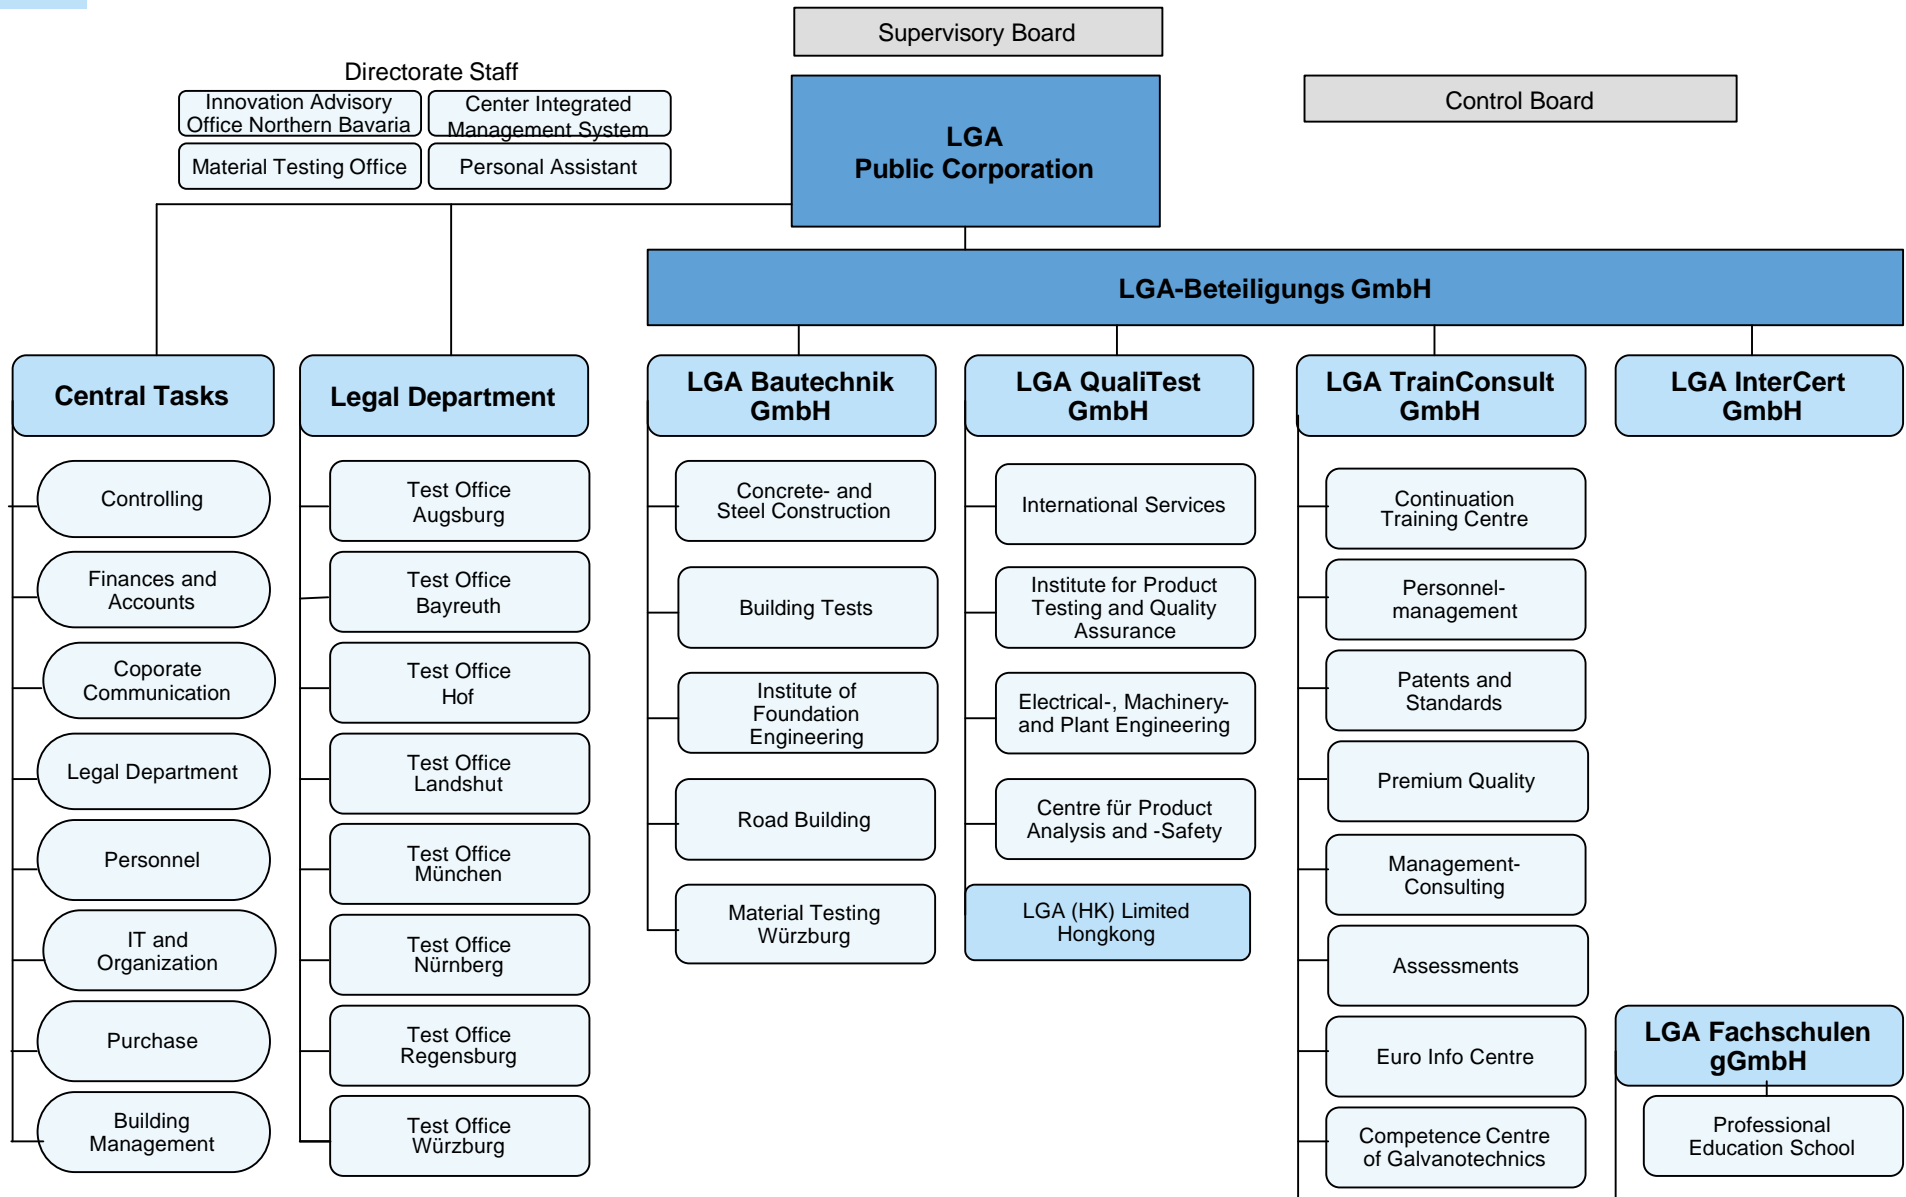 Supervisory Board
Directorate Staff
Innovation Advisory
Office Northern Bavaria
Center Integrated
Management System
Material Testing Office
Personal Assistant
LGA
Public Corporation
Control Board
LGA-Beteiligungs GmbH
Central Tasks
Controlling
Finances and
Accounts
Coporate
Communication
Legal Department
Personnel
IT and
Organization
Purchase
Building
Management
Legal Department
Test Office
Augsburg
Test Office
Bayreuth
Test Office
Hof
Test Office
Landshut
Test Office
München
Test Office
Nürnberg
Test Office
Regensburg
Test Office
Würzburg
LGA Bautechnik
GmbH
Concrete- and
Steel Construction
Building Tests
Institute of
Foundation
Engineering
Road Building
Material Testing
Würzburg
LGA QualiTest
GmbH
International Services
Institute for Product
Testing and Quality
Assurance
Electrical-, Machinery-
and Plant Engineering
Centre für Product
Analysis and -Safety
LGA (HK) Limited
Hongkong
LGA TrainConsult
GmbH
Continuation
Training Centre
Personnel-
management
Patents and
Standards
Premium Quality
Management-
Consulting
Assessments
Euro Info Centre
Competence Centre
of Galvanotechnics
LGA InterCert
GmbH
LGA Fachschulen
gGmbH
Professional
Education School